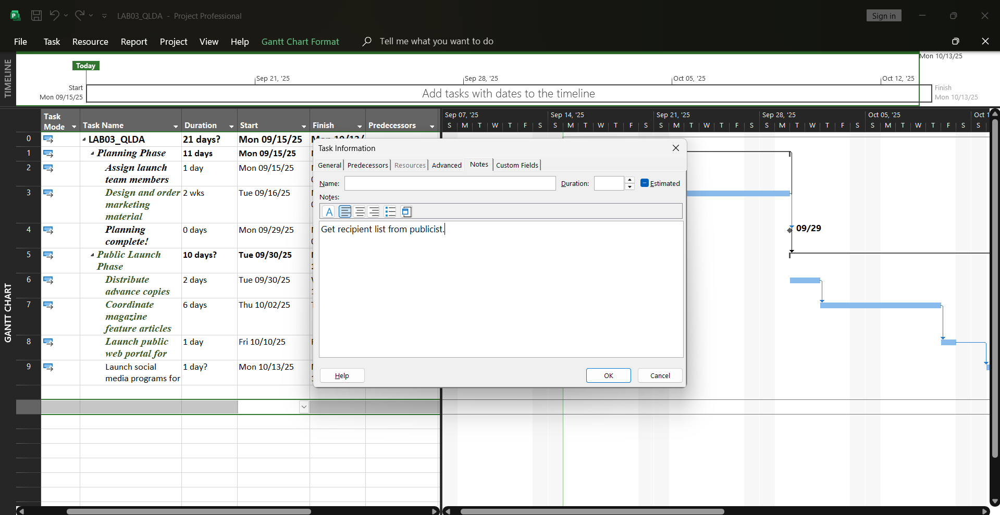 LAB03_QLDA - Project Professional
Sign in
File Task Resource Report Project View Help Gantt Chart Format Tell me what you want to do
TIMELINE
Mon 10/13/25
Today
Sep 21, '25 Sep 28, '25 Oct 05, '25 Oct 12, '25
Start
Mon 09/15/25
Add tasks with dates to the timeline
Finish
Mon 10/13/25
GANTT CHART
Task Mode Task Name Duration Start Finish Predecessors
0 LAB03_QLDA 21 days? Mon 09/15/25 Mon 10/13/
1 Planning Phase 11 days Mon 09/15/25
2 Assign launch 1 day Mon 09/15/25
team members
3 Design and order 2 wks Tue 09/16/25
marketing
material
4 Planning 0 days Mon 09/29/25
complete!
5 Public Launch 10 days? Tue 09/30/25
Phase
6 Distribute 2 days Tue 09/30/25
advance copies
7 Coordinate 6 days Thu 10/02/25
magazine
feature articles
8 Launch public 1 day Fri 10/10/25
web portal for
9 Launch social 1 day? Mon 10/13/25
media programs for
Sep 07, '25 Sep 14, '25 Sep 21, '25 Sep 28, '25 Oct 05, '25 Oct 1
S M T W T F S S M T W T F S S M T W T F S S M T W T F S S M T W T F S S
09/29
Task Information
General Predecessors Resources Advanced Notes Custom Fields
Name: Duration: Estimated
Notes:
A
Get recipient list from publicist.
Help OK Cancel